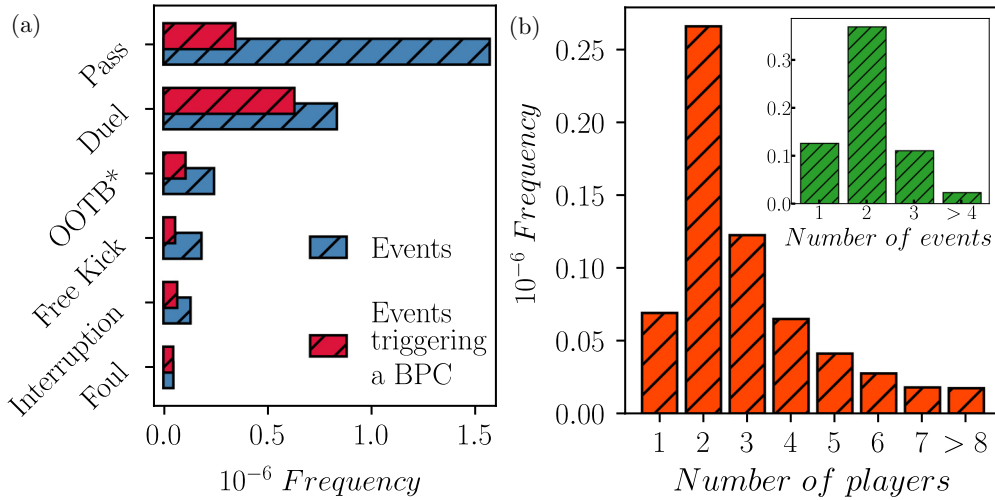 (a)
Pass
Duel
OOTB*
Free Kick
Interruption
Foul
Events
Events
triggering
a BPC
0.0 0.5 1.0 1.5
10⁻⁶ Frequency
(b)
10⁻⁶ Frequency
0.25
0.20
0.15
0.10
0.05
0.00
1 2 3 4 5 6 7 > 8
Number of players
0.3
0.2
0.1
0.0
1 2 3 > 4
Number of events